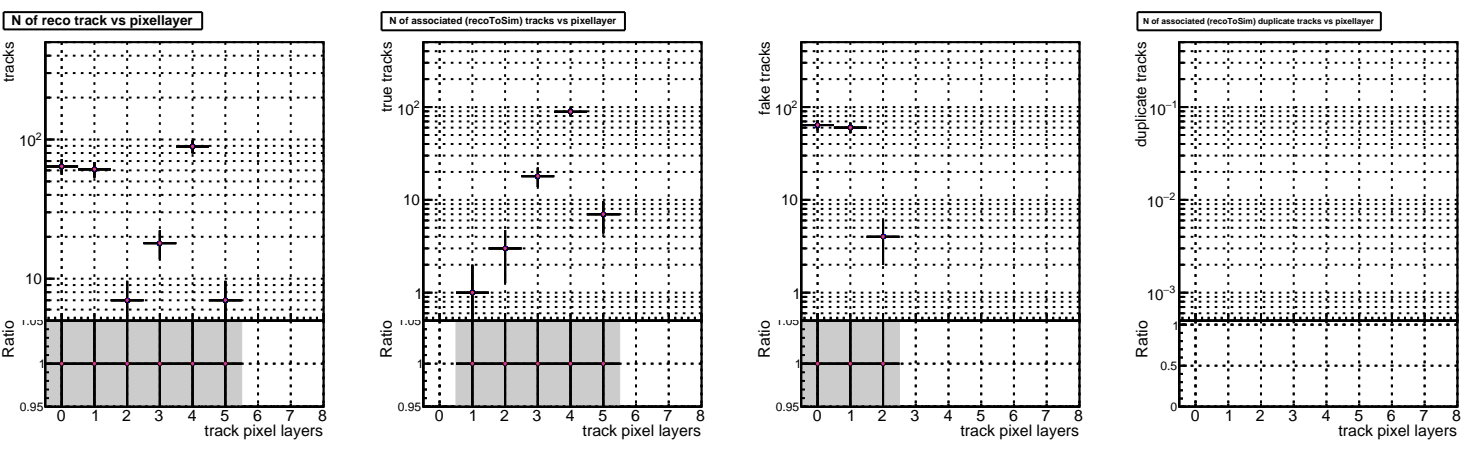 N of reco track vs pixellayer
tracks
10²
10
Ratio
1.05
1
0.95
0 1 2 3 4 5 6 7 8
track pixel layers
N of associated (recoToSim) tracks vs pixellayer
true tracks
10²
10
1
Ratio
1.05
1
0.95
0 1 2 3 4 5 6 7 8
track pixel layers
fake tracks
10²
10
1
Ratio
1.05
1
0.95
0 1 2 3 4 5 6 7 8
track pixel layers
N of associated (recoToSim) duplicate tracks vs pixellayer
duplicate tracks
10⁻¹
10⁻²
10⁻³
Ratio
1
0.5
0
0 1 2 3 4 5 6 7 8
track pixel layers